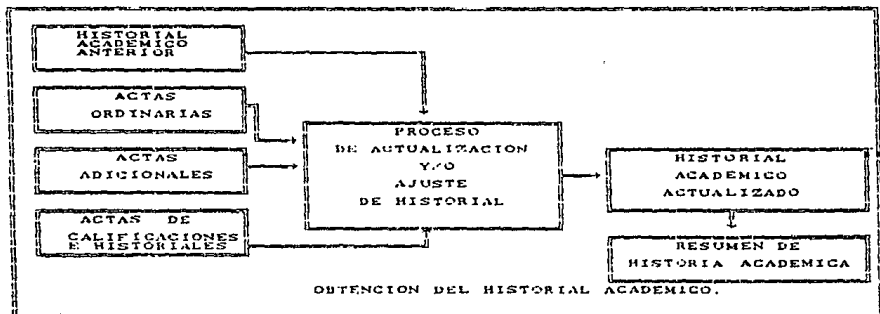 HISTORIAL
ACADEMICO
ANTERIOR
ACTAS
ORDINARIAS
ACTAS
ADICIONALES
ACTAS DE
CALIFICACIONES
E HISTORIALES
PROCESO
DE ACTUALIZACION
Y/O
AJUSTE
DE HISTORIAL
HISTORIAL
ACADEMICO
ACTUALIZADO
RESUMEN DE
HISTORIA ACADEMICA
OBTENCION DEL HISTORIAL ACADEMICO.